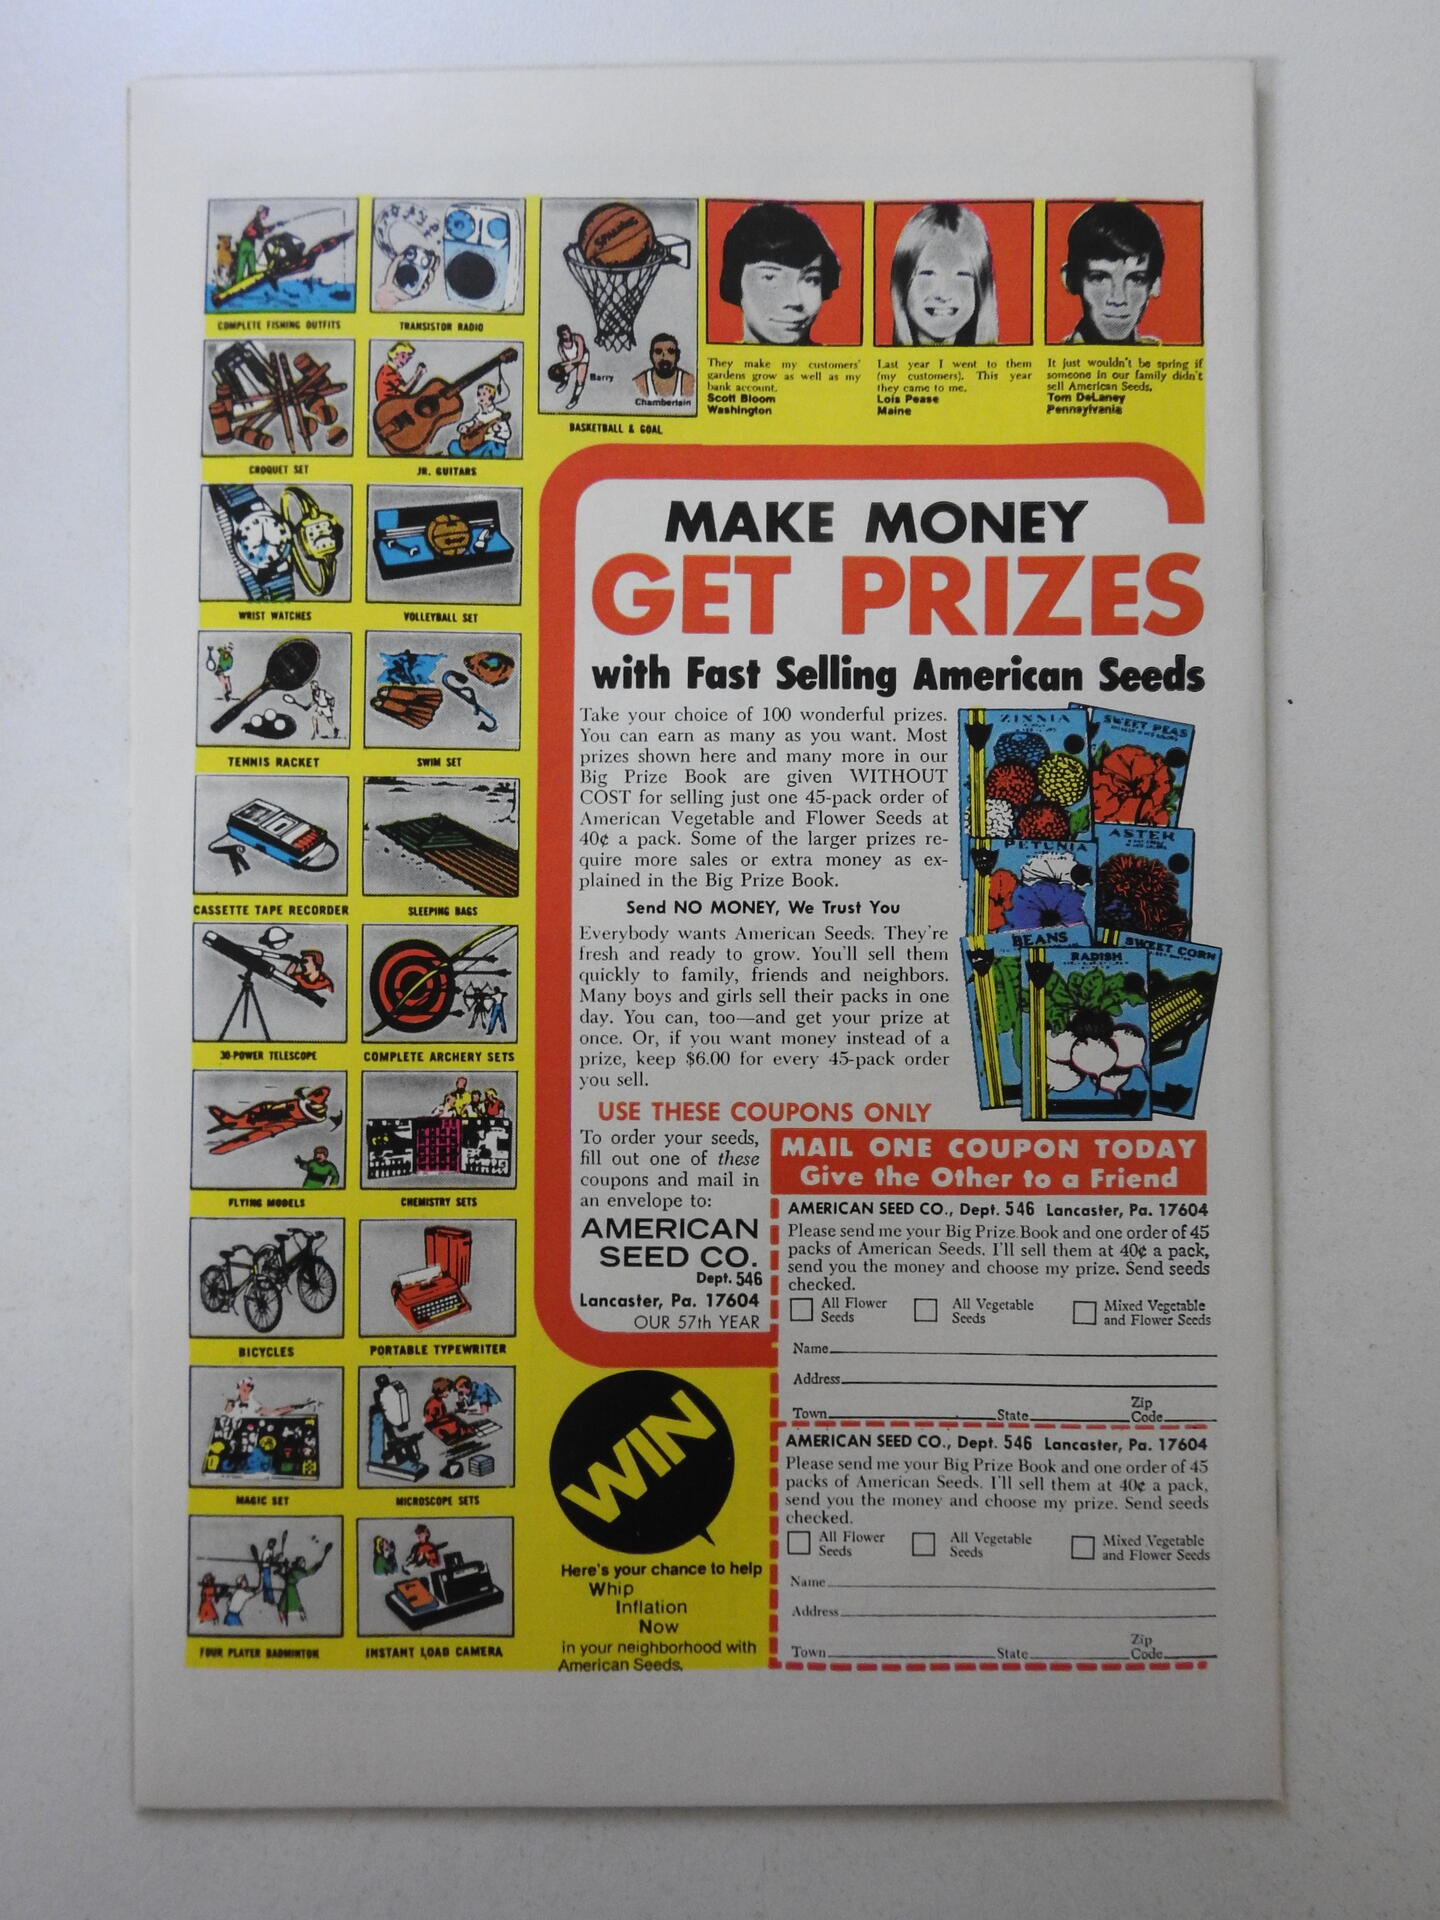 COMPLETE FISHING OUTFITS
TRANSISTOR RADIO
SPALDING
Barry
Chamberlain
BASKETBALL & GOAL
CROQUET SET
JR. GUITARS
WRIST WATCHES
VOLLEYBALL SET
TENNIS RACKET
SWIM SET
CASSETTE TAPE RECORDER
SLEEPING BAGS
30-POWER TELESCOPE
COMPLETE ARCHERY SETS
FLYING MODELS
CHEMISTRY SETS
BICYCLES
PORTABLE TYPEWRITER
MAGIC SET
MICROSCOPE SETS
FOUR PLAYER BADMINTON
INSTANT LOAD CAMERA
They make my customers'
gardens grow as well as my
bank account.
Scott Bloom
Washington
Last year I went to them
(my customers). This year
they came to me.
Lois Pease
Maine
It just wouldn't be spring if
someone in our family didn't
sell American Seeds.
Tom DeLaney
Pennsylvania
MAKE MONEY
GET PRIZES
with Fast Selling American Seeds
Take your choice of 100 wonderful prizes.
You can earn as many as you want. Most
prizes shown here and many more in our
Big Prize Book are given WITHOUT
COST for selling just one 45-pack order of
American Vegetable and Flower Seeds at
40¢ a pack. Some of the larger prizes re-
quire more sales or extra money as ex-
plained in the Big Prize Book.
Send NO MONEY, We Trust You
Everybody wants American Seeds. They're
fresh and ready to grow. You'll sell them
quickly to family, friends and neighbors.
Many boys and girls sell their packs in one
day. You can, too—and get your prize at
once. Or, if you want money instead of a
prize, keep $6.00 for every 45-pack order
you sell.
ZINNIA
SWEET PEAS
PETUNIA
ASTER
BEANS
RADISH
SWEET CORN
USE THESE COUPONS ONLY
To order your seeds,
fill out one of these
coupons and mail in
an envelope to:
AMERICAN
SEED CO.
Dept. 546
Lancaster, Pa. 17604
OUR 57th YEAR
MAIL ONE COUPON TODAY
Give the Other to a Friend
AMERICAN SEED CO., Dept. 546 Lancaster, Pa. 17604
Please send me your Big Prize Book and one order of 45
packs of American Seeds. I'll sell them at 40¢ a pack,
send you the money and choose my prize. Send seeds
checked.
All Flower Seeds
All Vegetable Seeds
Mixed Vegetable and Flower Seeds
Name
Address
Town State Zip Code
AMERICAN SEED CO., Dept. 546 Lancaster, Pa. 17604
Please send me your Big Prize Book and one order of 45
packs of American Seeds. I'll sell them at 40¢ a pack,
send you the money and choose my prize. Send seeds
checked.
All Flower Seeds
All Vegetable Seeds
Mixed Vegetable and Flower Seeds
Name
Address
Town State Zip Code
WIN
Here's your chance to help
Whip
Inflation
Now
in your neighborhood with
American Seeds.